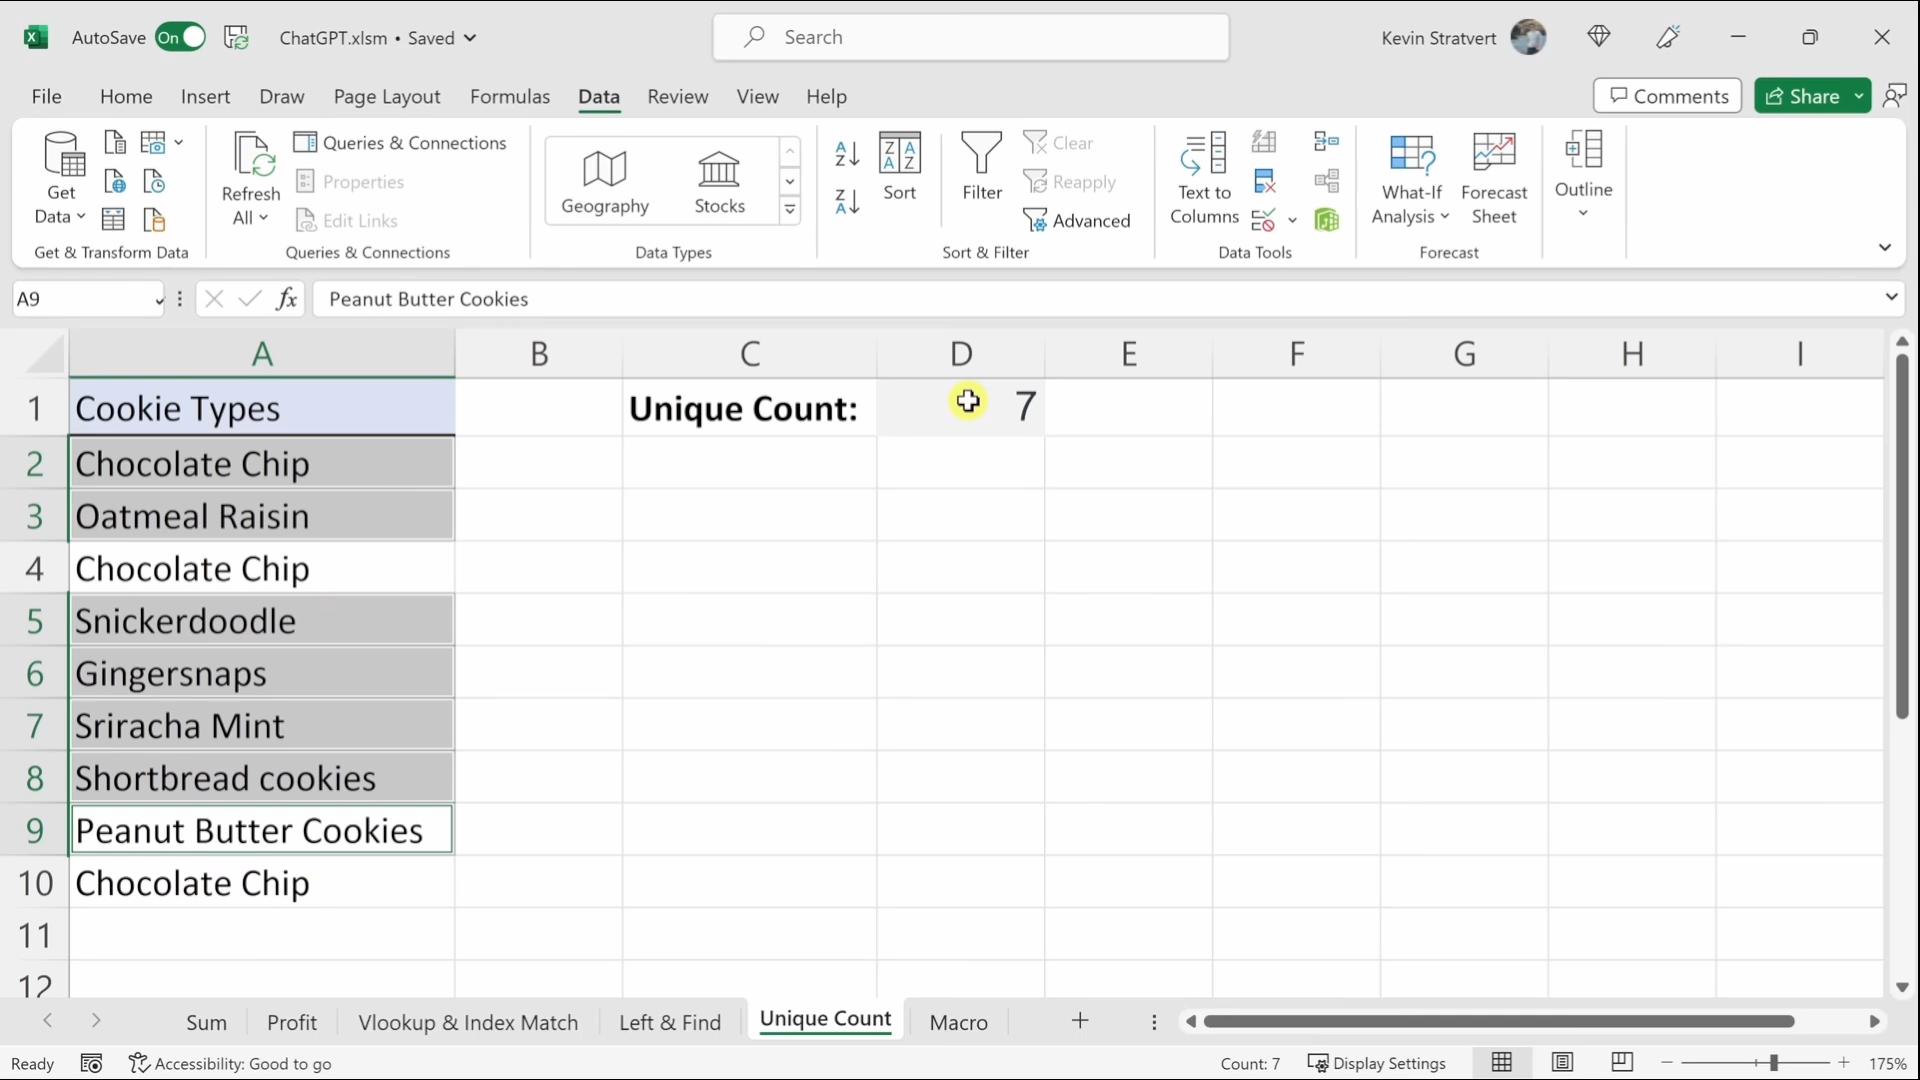 AutoSave On ChatGPT.xlsm • Saved Search Kevin Stratvert
File Home Insert Draw Page Layout Formulas Data Review View Help Comments Share
Get Data
Refresh All
Queries & Connections
Properties
Edit Links
Geography Stocks
Sort
Filter
Clear
Reapply
Advanced
Text to Columns
What-If Analysis
Forecast Sheet
Outline
Get & Transform Data Queries & Connections Data Types Sort & Filter Data Tools Forecast
A9 fx Peanut Butter Cookies
A B C D E F G H I
1 Cookie Types Unique Count: 7
2 Chocolate Chip
3 Oatmeal Raisin
4 Chocolate Chip
5 Snickerdoodle
6 Gingersnaps
7 Sriracha Mint
8 Shortbread cookies
9 Peanut Butter Cookies
10 Chocolate Chip
11
12
Sum Profit Vlookup & Index Match Left & Find Unique Count Macro
Ready Accessibility: Good to go Count: 7 Display Settings 175%